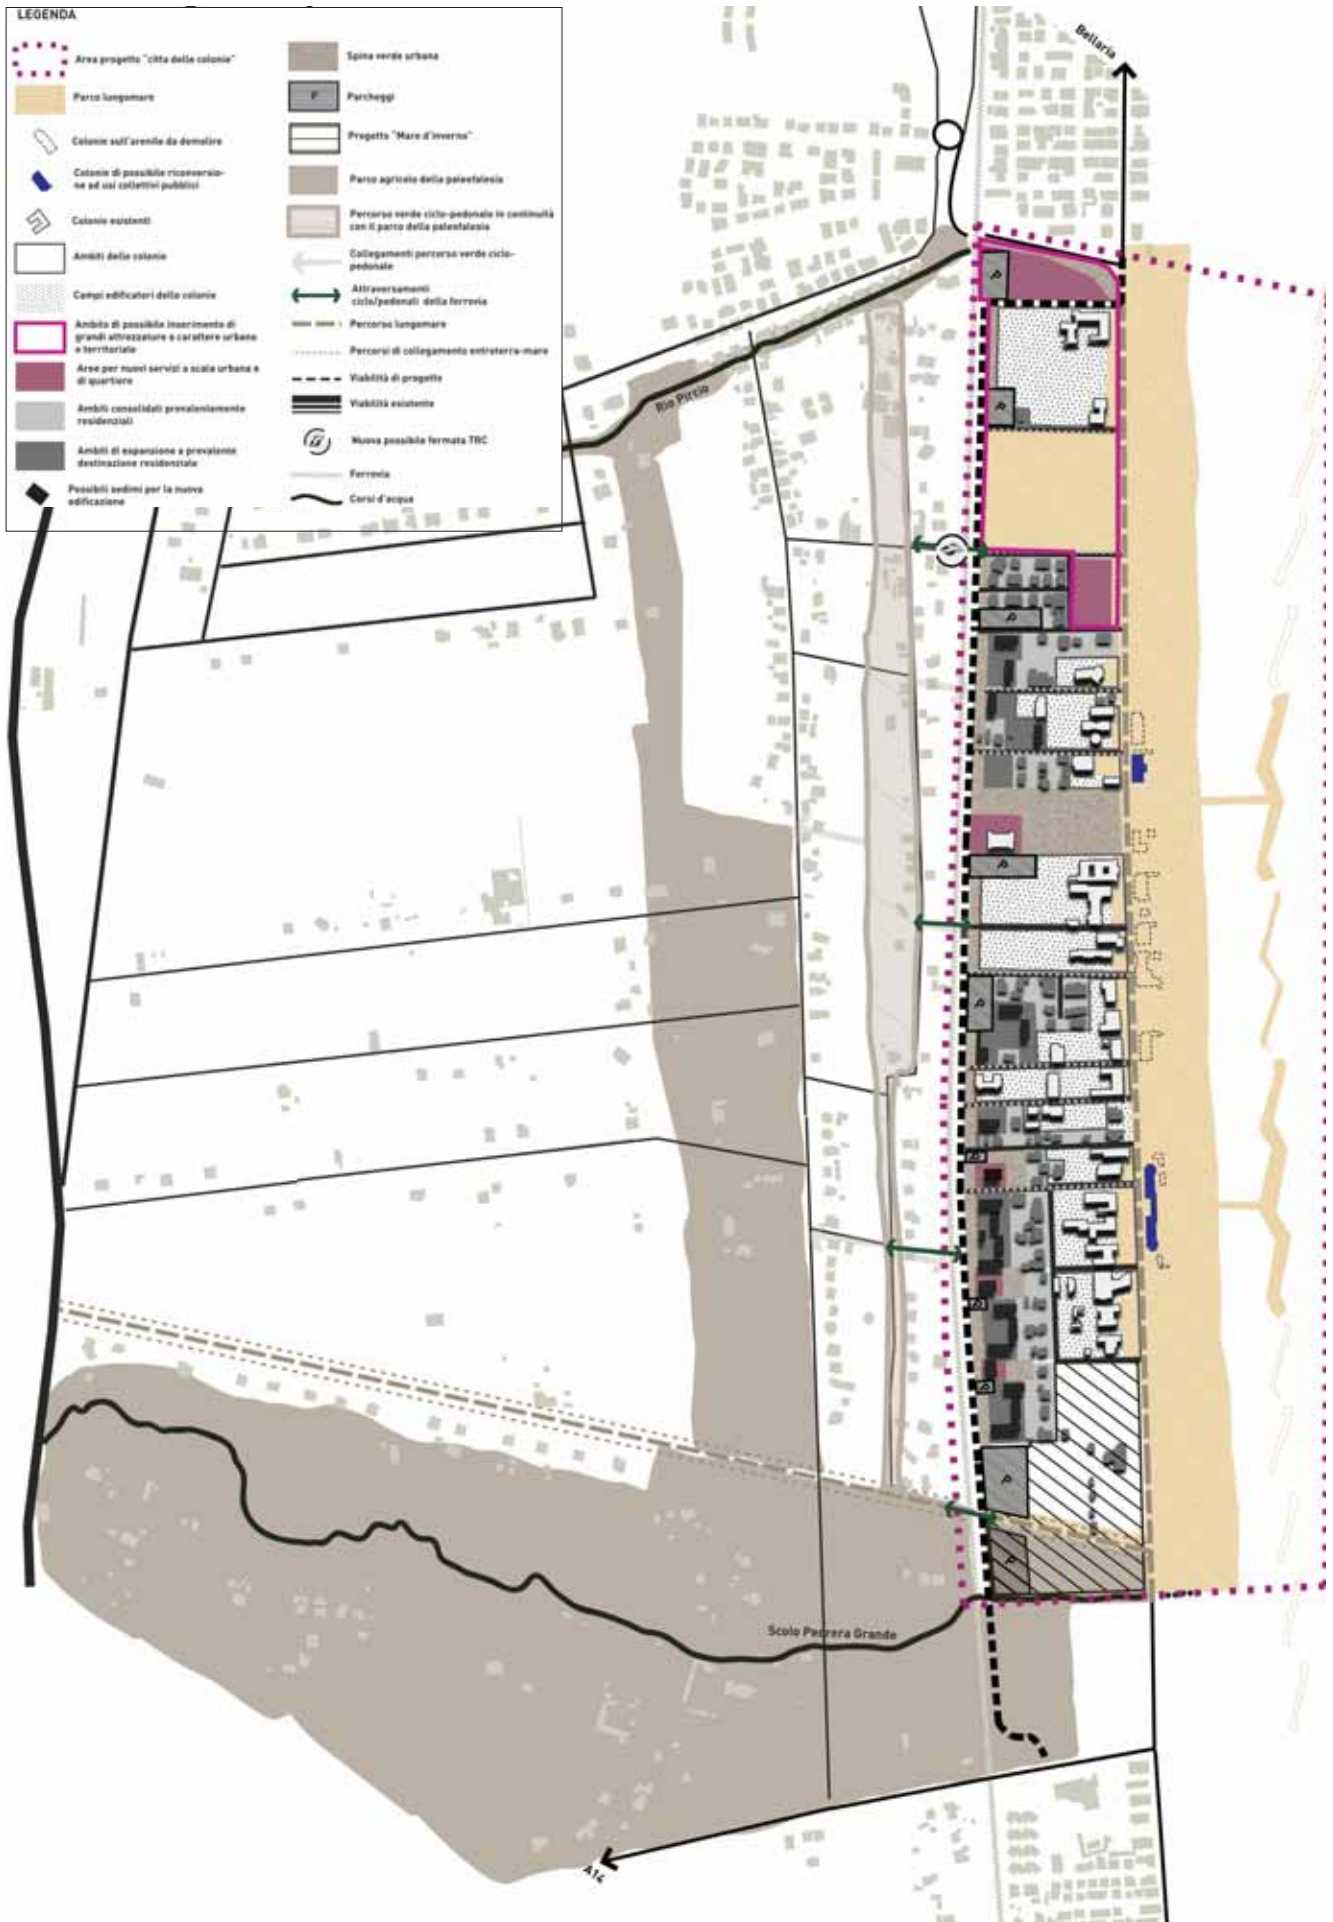 LEGENDA
Area progetto "citta delle colonie"
Parco lungomare
Colonie sull'arenile da demolire
Colonie di possibile riconversio-
ne ad usi collettivi pubblici
Colonie esistenti
Ambiti delle colonie
Campi edificatori delle colonie
Ambito di possibile inserimento di
grandi attrezzature a carattere urbano
e territoriale
Aree per nuovi servizi a scala urbana e
di quartiere
Ambiti consolidati prevalentemente
residenziali
Ambiti di espansione a prevalente
destinazione residenziale
Possibili sedimi per la nuova
edificazione
Spina verde urbana
P
Parcheggi
Progetto "Mare d'inverno"
Parco agricolo della paleofalesia
Percorso verde ciclo-pedonale in continuità
con il parco della paleofalesia
Collegamenti percorso verde ciclo-
pedonale
Attraversamenti
ciclo/pedonali della ferrovia
Percorso lungomare
Percorsi di collegamento entroterra-mare
Viabilità di progetto
Viabilità esistente
Nuova possibile fermata TRC
Ferrovia
Corsi d'acqua
Bellaria
P
P
Rio Pircio
P
P
P
P
P
P
P
P
Scolo Pedrera Grande
A14